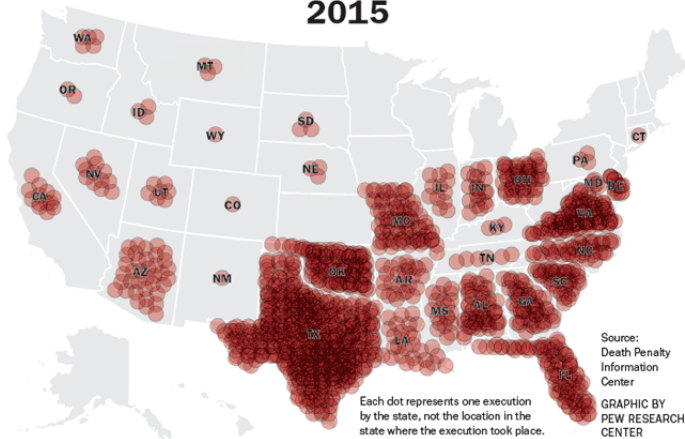 2015
WA
MT
OR
ID
SD
WY
CT
NE
PA
NV
IL
IN
OH
MD
DE
UT
CA
CO
MO
VA
KY
NC
TN
AZ
NM
OK
AR
SC
TX
MS
AL
GA
LA
FL
Source:
Death Penalty
Information
Center
Each dot represents one execution
by the state, not the location in the
state where the execution took place.
GRAPHIC BY
PEW RESEARCH
CENTER